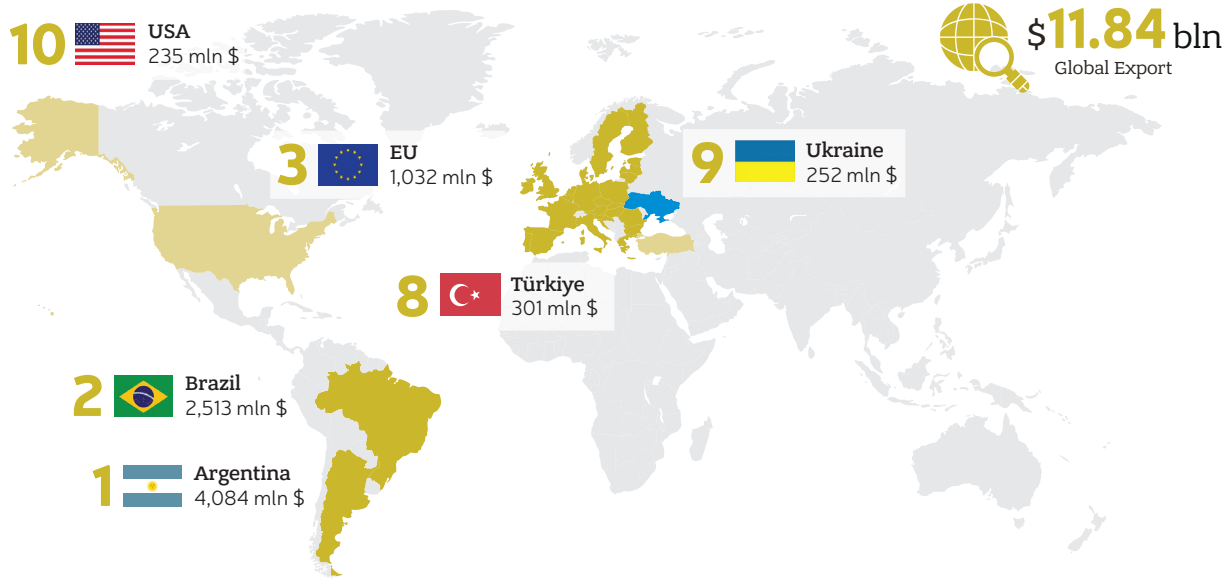 10
USA
235 mln $
$11.84 bln
Global Export
3
EU
1,032 mln $
9
Ukraine
252 mln $
8
Türkiye
301 mln $
2
Brazil
2,513 mln $
1
Argentina
4,084 mln $